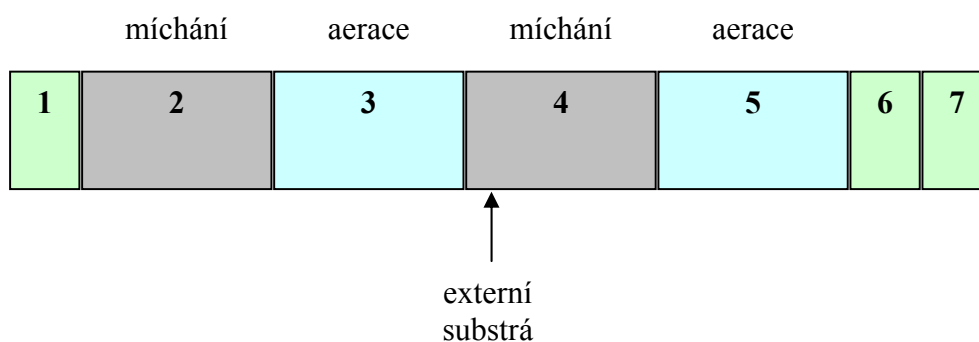 míchání aerace míchání aerace
1 2 3 4 5 6 7
externí
substrá